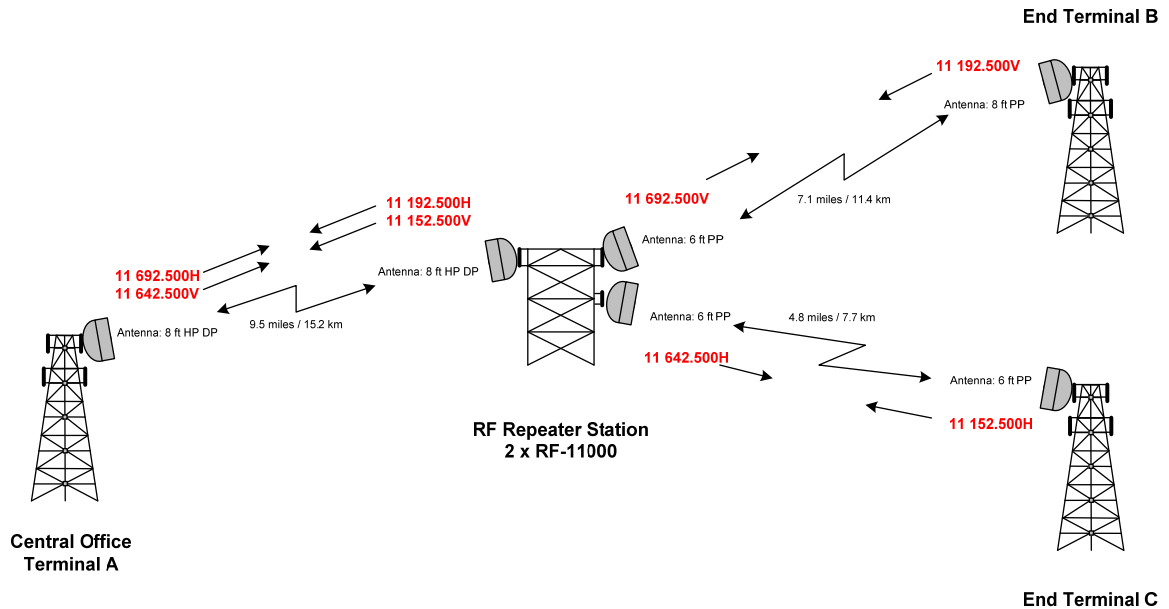 End Terminal B
11 192.500V
Antenna: 8 ft PP
11 692.500V
7.1 miles / 11.4 km
11 192.500H
11 152.500V
Antenna: 6 ft PP
11 692.500H
11 642.500V
Antenna: 8 ft HP DP
Antenna: 6 ft PP
4.8 miles / 7.7 km
9.5 miles / 15.2 km
Antenna: 8 ft HP DP
11 642.500H
Antenna: 6 ft PP
11 152.500H
RF Repeater Station
2 x RF-11000
Central Office
Terminal A
End Terminal C